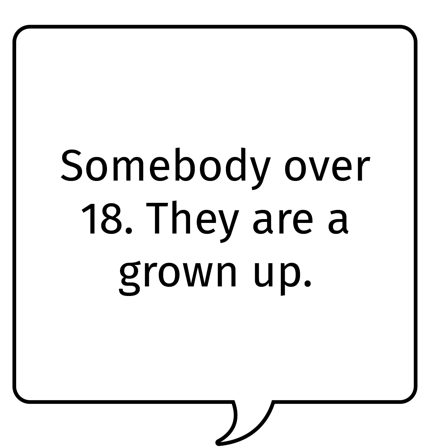 Somebody over
18. They are a
grown up.